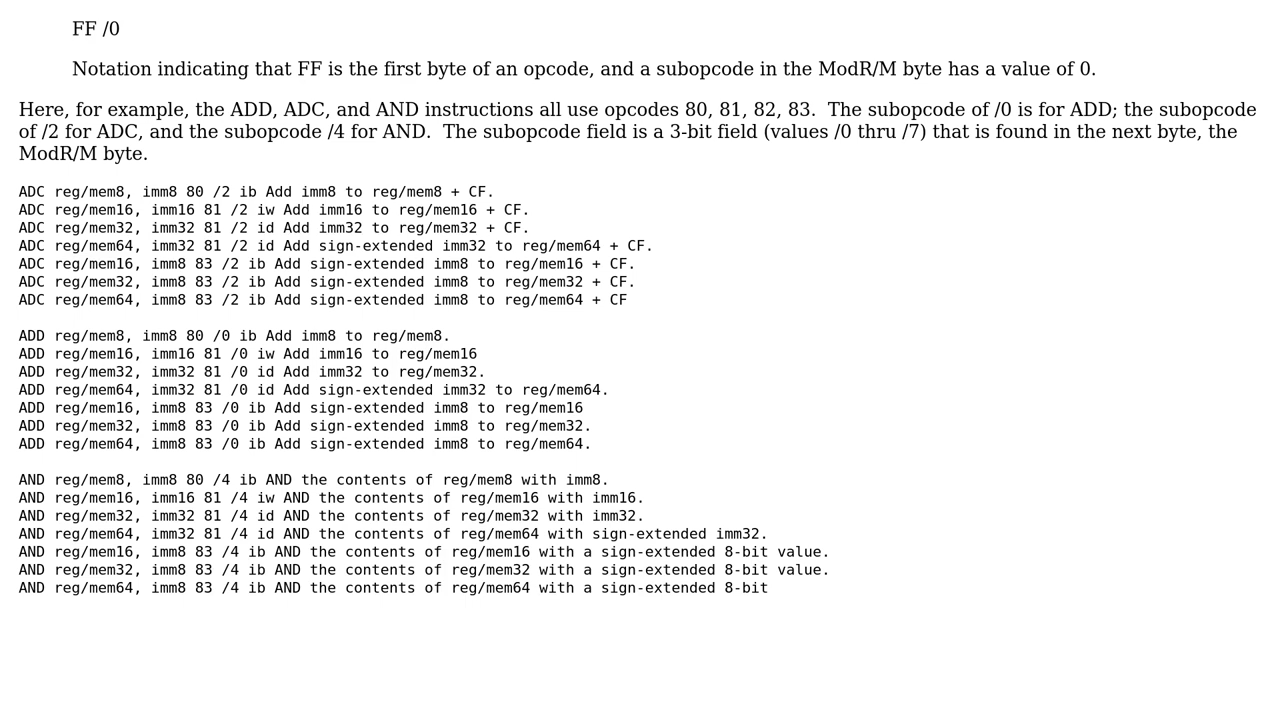 FF /0
Notation indicating that FF is the first byte of an opcode, and a subopcode in the ModR/M byte has a value of 0.
Here, for example, the ADD, ADC, and AND instructions all use opcodes 80, 81, 82, 83.  The subopcode of /0 is for ADD; the subopcode
of /2 for ADC, and the subopcode /4 for AND.  The subopcode field is a 3-bit field (values /0 thru /7) that is found in the next byte, the
ModR/M byte.
ADC reg/mem8, imm8 80 /2 ib Add imm8 to reg/mem8 + CF.
ADC reg/mem16, imm16 81 /2 iw Add imm16 to reg/mem16 + CF.
ADC reg/mem32, imm32 81 /2 id Add imm32 to reg/mem32 + CF.
ADC reg/mem64, imm32 81 /2 id Add sign-extended imm32 to reg/mem64 + CF.
ADC reg/mem16, imm8 83 /2 ib Add sign-extended imm8 to reg/mem16 + CF.
ADC reg/mem32, imm8 83 /2 ib Add sign-extended imm8 to reg/mem32 + CF.
ADC reg/mem64, imm8 83 /2 ib Add sign-extended imm8 to reg/mem64 + CF
ADD reg/mem8, imm8 80 /0 ib Add imm8 to reg/mem8.
ADD reg/mem16, imm16 81 /0 iw Add imm16 to reg/mem16
ADD reg/mem32, imm32 81 /0 id Add imm32 to reg/mem32.
ADD reg/mem64, imm32 81 /0 id Add sign-extended imm32 to reg/mem64.
ADD reg/mem16, imm8 83 /0 ib Add sign-extended imm8 to reg/mem16
ADD reg/mem32, imm8 83 /0 ib Add sign-extended imm8 to reg/mem32.
ADD reg/mem64, imm8 83 /0 ib Add sign-extended imm8 to reg/mem64.
AND reg/mem8, imm8 80 /4 ib AND the contents of reg/mem8 with imm8.
AND reg/mem16, imm16 81 /4 iw AND the contents of reg/mem16 with imm16.
AND reg/mem32, imm32 81 /4 id AND the contents of reg/mem32 with imm32.
AND reg/mem64, imm32 81 /4 id AND the contents of reg/mem64 with sign-extended imm32.
AND reg/mem16, imm8 83 /4 ib AND the contents of reg/mem16 with a sign-extended 8-bit value.
AND reg/mem32, imm8 83 /4 ib AND the contents of reg/mem32 with a sign-extended 8-bit value.
AND reg/mem64, imm8 83 /4 ib AND the contents of reg/mem64 with a sign-extended 8-bit